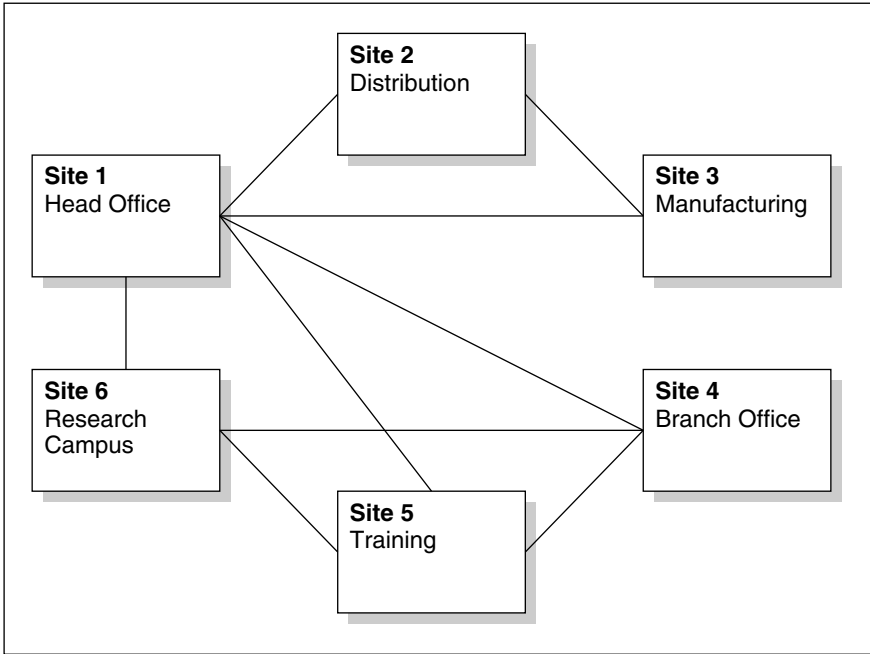 Site 2
Distribution
Site 1
Head Office
Site 3
Manufacturing
Site 6
Research
Campus
Site 4
Branch Office
Site 5
Training